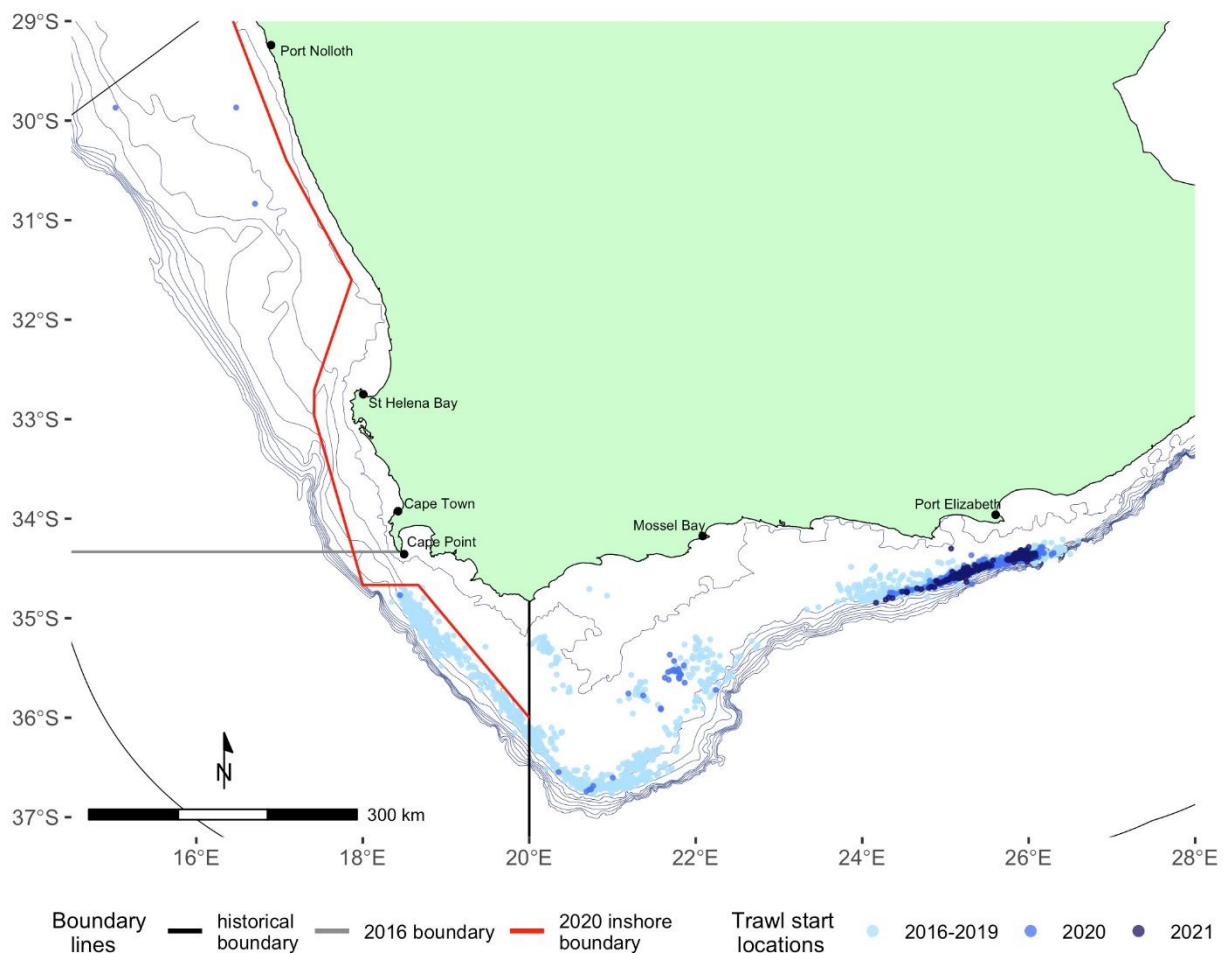 29°S
Port Nolloth
30°S
31°S
32°S
33°S
St Helena Bay
34°S
Cape Town
Port Elizabeth
Mossel Bay
Cape Point
35°S
36°S
N
37°S
300 km
16°E 18°E 20°E 22°E 24°E 26°E 28°E
Boundary
lines
historical
boundary
2016 boundary
2020 inshore
boundary
Trawl start
locations
2016-2019
2020
2021